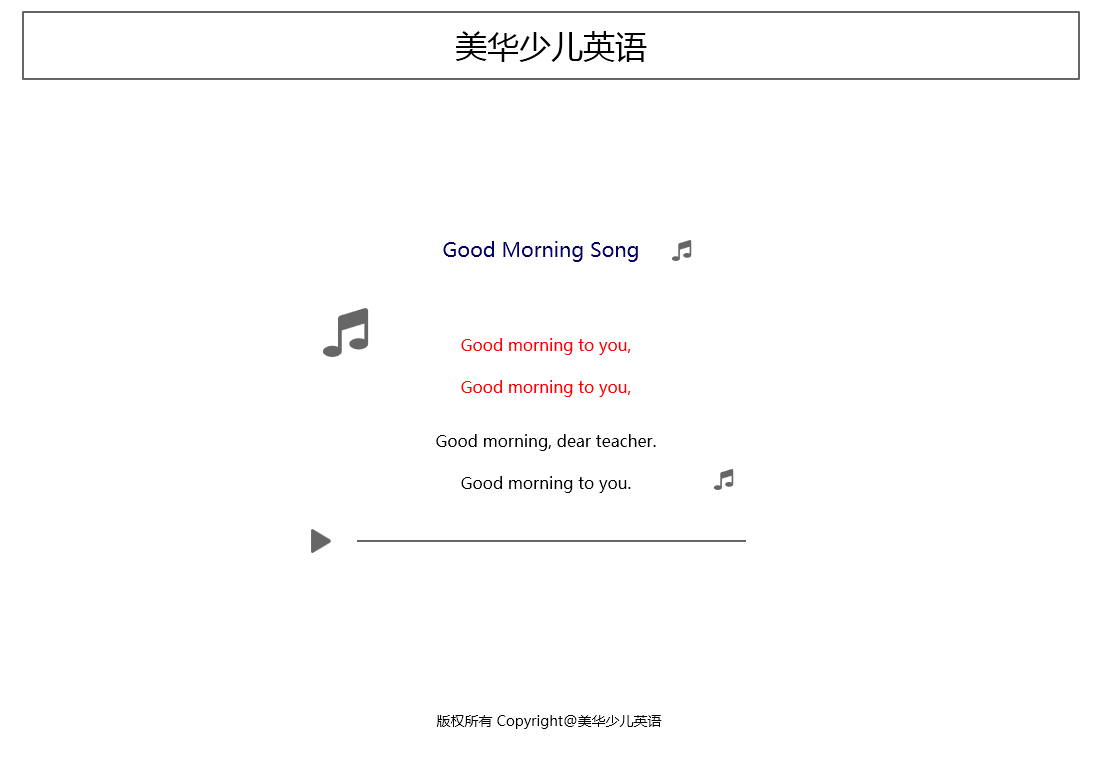 美华少儿英语
Good Morning Song
Good morning to you,
Good morning to you,
Good morning, dear teacher.
Good morning to you.
版权所有 Copyright@美华少儿英语